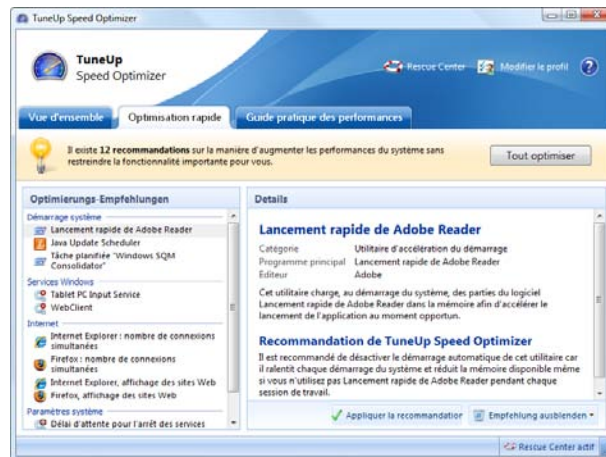 TuneUp Speed Optimizer
TuneUp
Speed Optimizer
Rescue Center
Modifier le profil
?
Vue d'ensemble
Optimisation rapide
Guide pratique des performances
Il existe 12 recommandations sur la manière d'augmenter les performances du système sans
restreindre la fonctionnalité importante pour vous.
Tout optimiser
Optimierungs-Empfehlungen
Démarrage système
Lancement rapide de Adobe Reader
Java Update Scheduler
Tâche planifiée "Windows SQM
Consolidator"
Services Windows
Tablet PC Input Service
WebClient
Internet
Internet Explorer : nombre de connexions
simultanées
Firefox : nombre de connexions
simultanées
Internet Explorer, affichage des sites Web
Firefox, affichage des sites Web
Paramètres système
Délai d'attente pour l'arrêt des services
Details
Lancement rapide de Adobe Reader
Catégorie Utilitaire d'accélération du démarrage
Programme principal Lancement rapide de Adobe Reader
Editeur Adobe
Cet utilitaire charge, au démarrage du système, des parties du logiciel
Lancement rapide de Adobe Reader dans la mémoire afin d'accélérer le
lancement de l'application au moment opportun.
Recommandation de TuneUp Speed Optimizer
Il est recommandé de désactiver le démarrage automatique de cet utilitaire car
il ralentit chaque démarrage du système et réduit la mémoire disponible même
si vous n'utilisez pas Lancement rapide de Adobe Reader pendant chaque
session de travail.
Appliquer la recommandation
Empfehlung ausblenden
Rescue Center actif